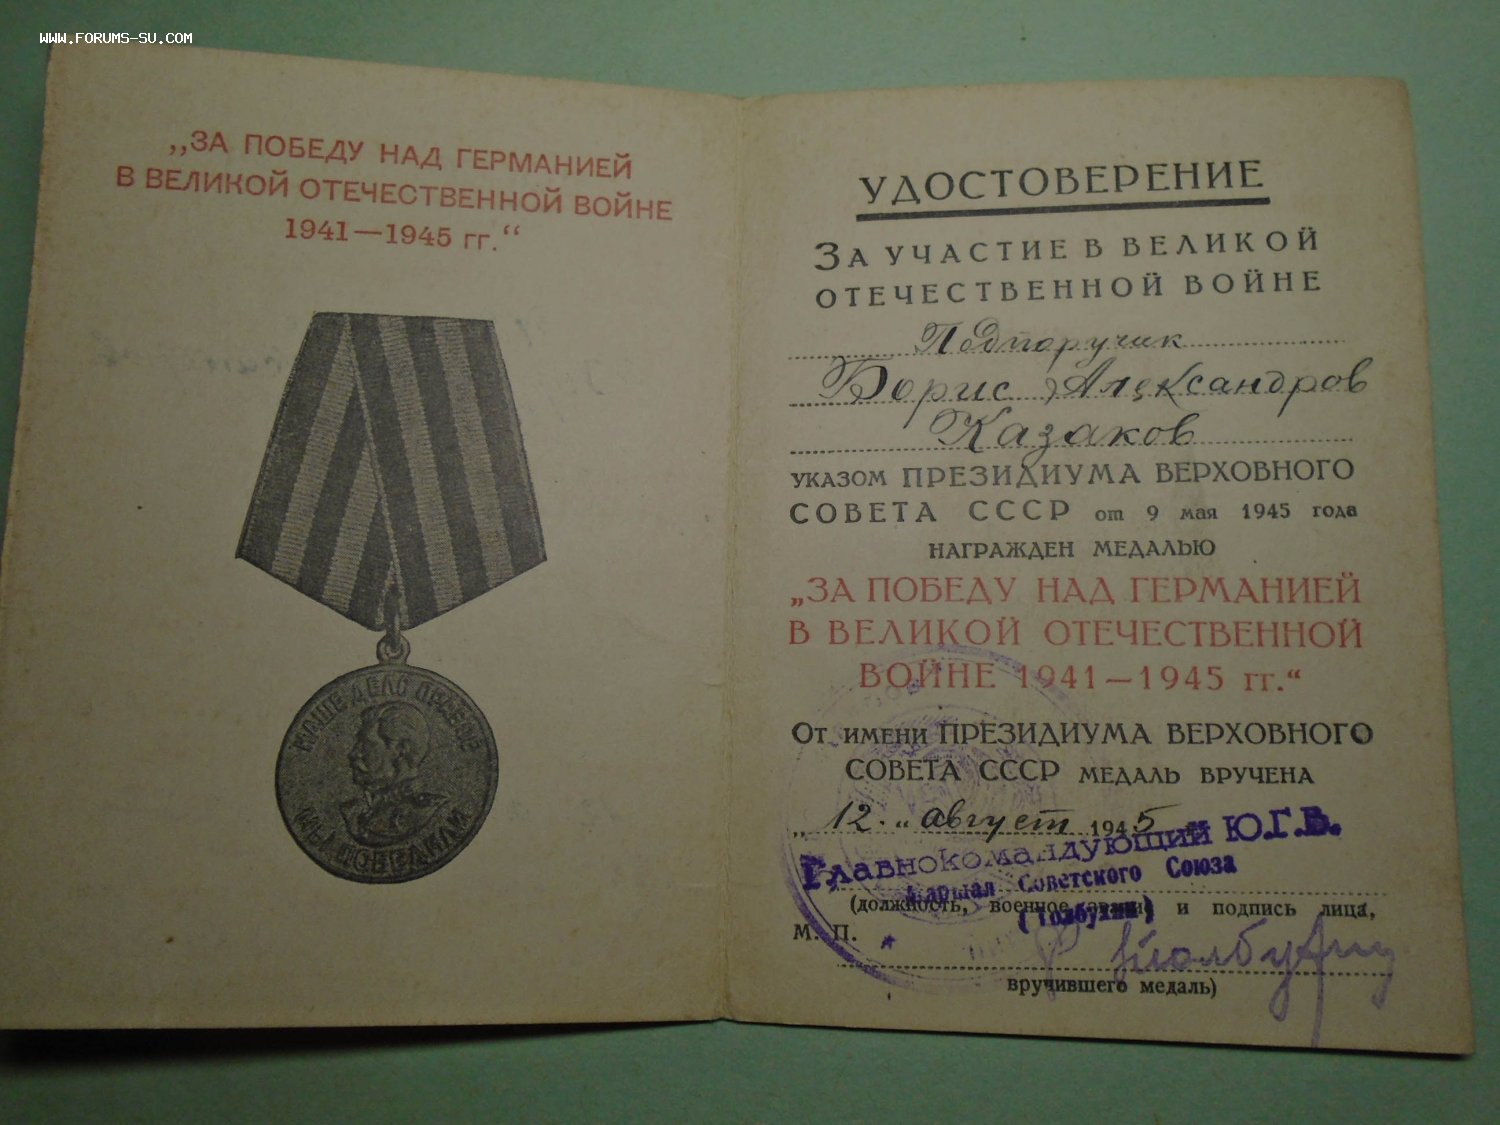 WWW.FORUMS-SU.COM
„ЗА ПОБЕДУ НАД ГЕРМАНИЕЙ
В ВЕЛИКОЙ ОТЕЧЕСТВЕННОЙ ВОЙНЕ
1941—1945 гг.“
НАШЕ ДЕЛО ПРАВОЕ
МЫ ПОБЕДИЛИ
УДОСТОВЕРЕНИЕ
ЗА УЧАСТИЕ В ВЕЛИКОЙ
ОТЕЧЕСТВЕННОЙ ВОЙНЕ
Подпоручик
Борис Александров
Казаков
УКАЗОМ ПРЕЗИДИУМА ВЕРХОВНОГО
СОВЕТА СССР от 9 мая 1945 года
НАГРАЖДЕН МЕДАЛЬЮ
„ЗА ПОБЕДУ НАД ГЕРМАНИЕЙ
В ВЕЛИКОЙ ОТЕЧЕСТВЕННОЙ
ВОЙНЕ 1941—1945 гг.“
ОТ ИМЕНИ ПРЕЗИДИУМА ВЕРХОВНОГО
СОВЕТА СССР МЕДАЛЬ ВРУЧЕНА
„12.“ август 1945
Главнокомандующий Ю.Г.В.
Маршал Советского Союза
(должность, военное звание и подпись лица,
(Толбухин)
М. П.
Ф Толбухин
вручившего медаль)